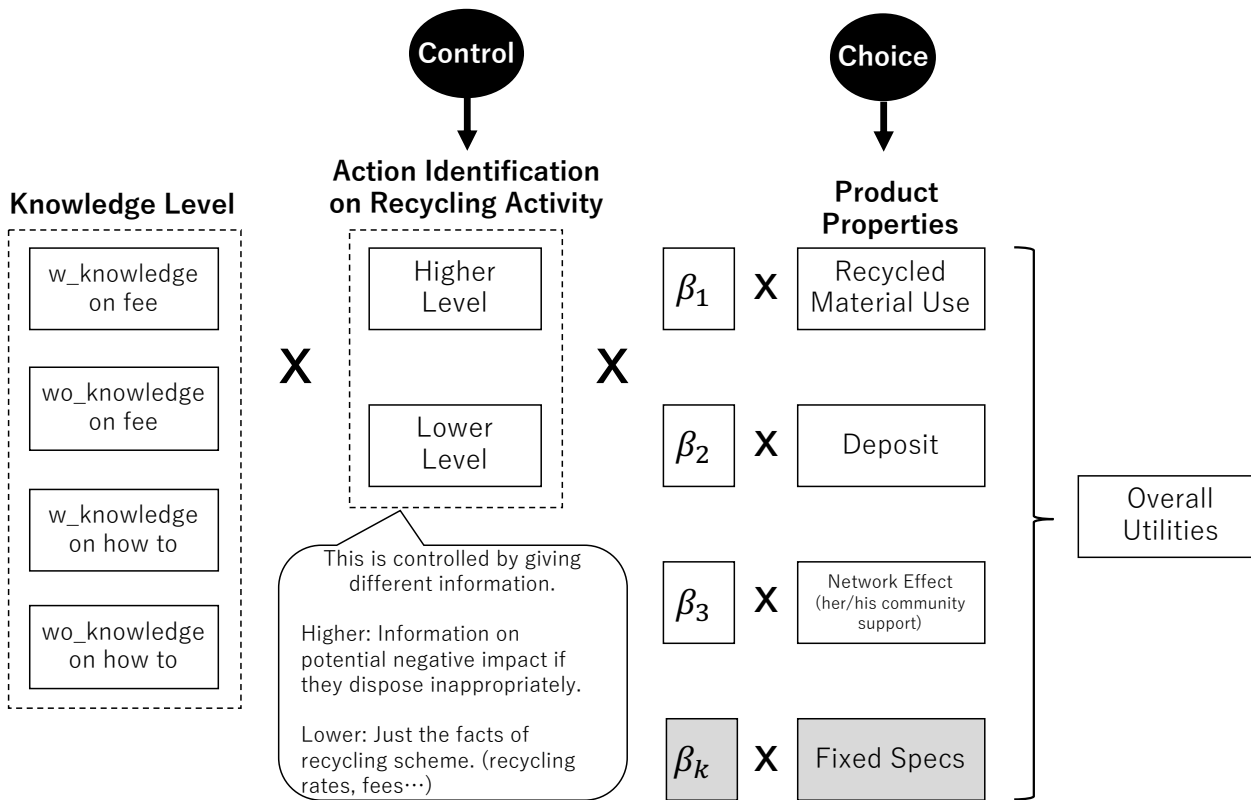 Control
Choice
Knowledge Level
w_knowledge
on fee
wo_knowledge
on fee
w_knowledge
on how to
wo_knowledge
on how to
X
Action Identification
on Recycling Activity
Higher
Level
Lower
Level
This is controlled by giving
different information.
Higher: Information on
potential negative impact if
they dispose inappropriately.
Lower: Just the facts of
recycling scheme. (recycling
rates, fees…)
X
Product
Properties
β₁ X Recycled
Material Use
β₂ X Deposit
β₃ X Network Effect
(her/his community
support)
βₖ X Fixed Specs
Overall
Utilities